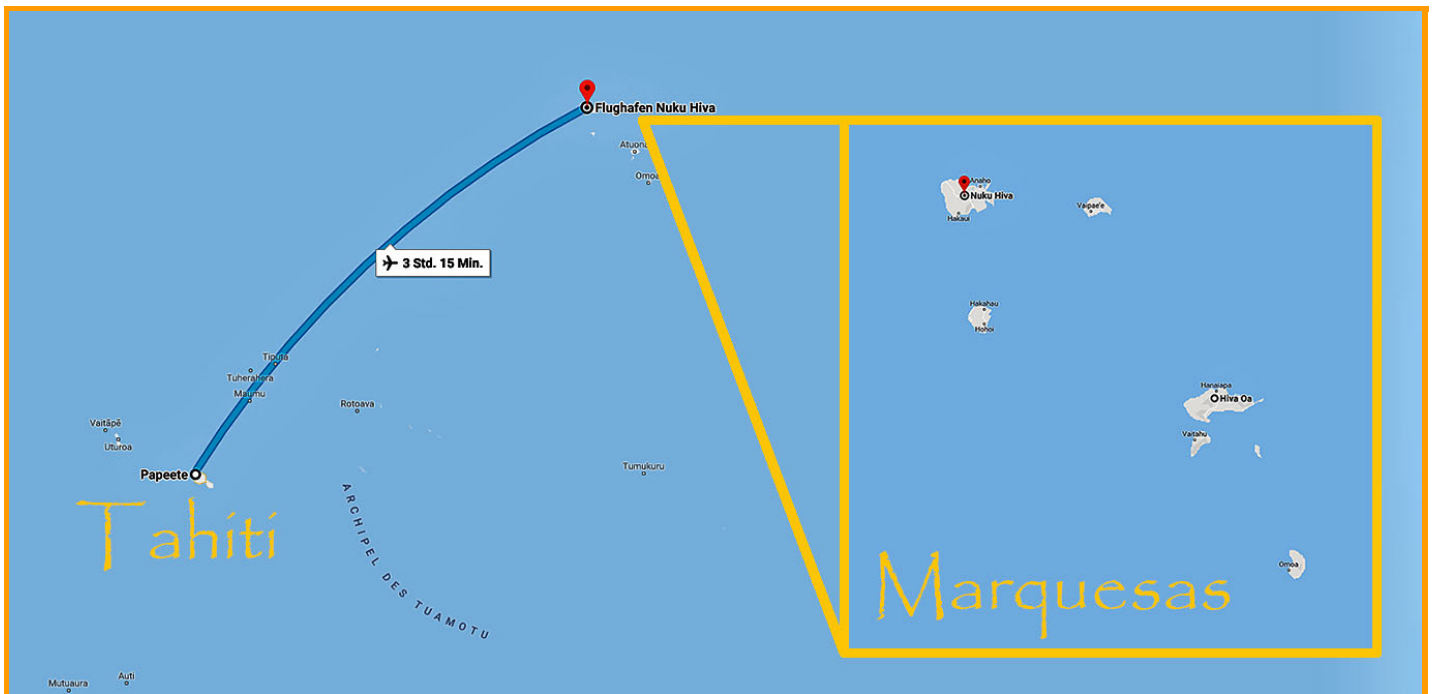 Flughafen Nuku Hiva
Atuona
Omoa
3 Std. 15 Min.
Tiputa
Tuherahera
Maiimu
Rotoava
Vaitāpē
Uturoa
Papeete
Tahiti
Tumukuru
ARCHIPEL DES TUAMOTU
Mutuaura
Auti
Anaho
Nuku Hiva
Hakaui
Vaipae'e
Hakahau
Hohoi
Hanaiapa
Hiva Oa
Vaitahu
Omoa
Marquesas